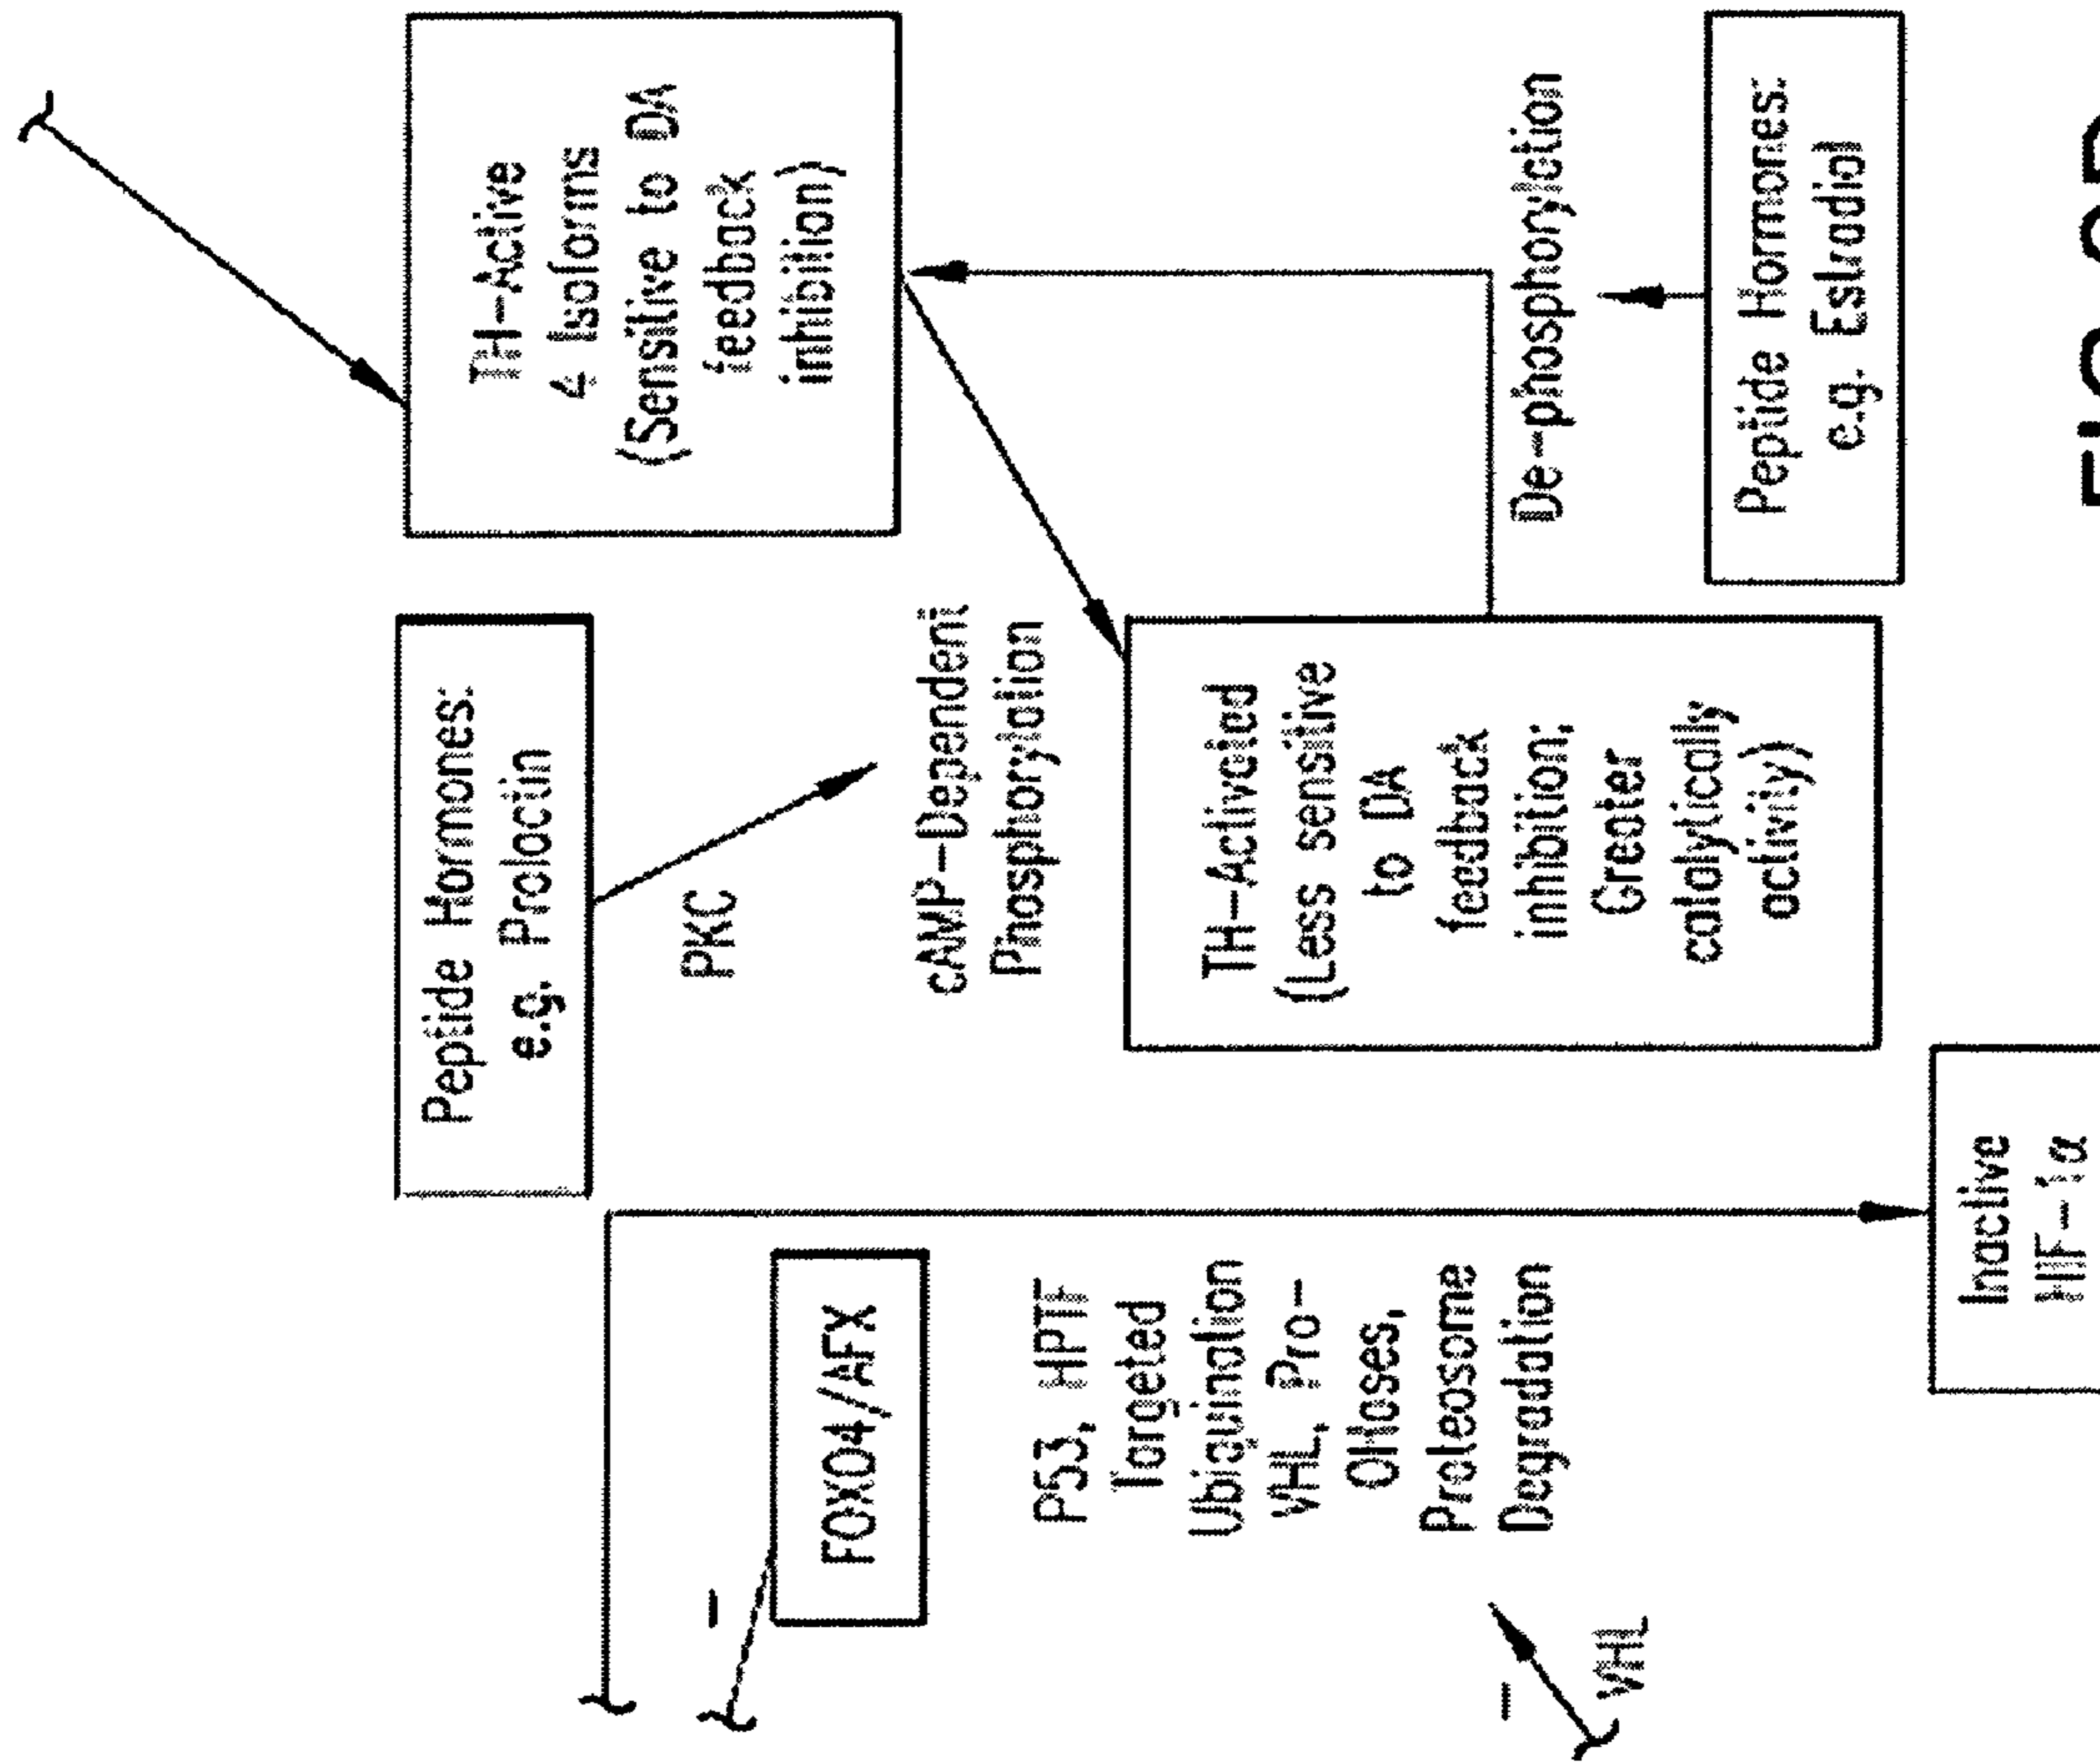 Peptide Hormones:
e.g. Prolactin
TH-Active
4 Isoforms
(Sensitive to DA
feedback
inhibition)
PKC
–
FOXO4/AFX
cAMP-Dependent
Phosphorylation
P53, HPTF
Targeted
Ubiquination
VHL, Pro-
OHases,
Proteosome
Degradation
TH-Activated
(Less sensitive
to DA
feedback
inhibition;
Greater
catalytically
activity)
De-phosphorylation
–
VHL
Peptide Hormones:
e.g. Estradiol
Inactive
HIF-1α